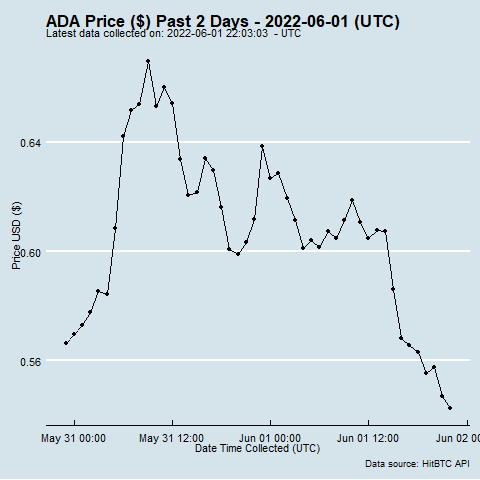 ADA Price ($) Past 2 Days - 2022-06-01 (UTC)
Latest data collected on: 2022-06-01 22:03:03 - UTC
Price USD ($)
0.64
0.60
0.56
May 31 00:00
May 31 12:00
Jun 01 00:00
Jun 01 12:00
Jun 02 00
Date Time Collected (UTC)
Data source: HitBTC API